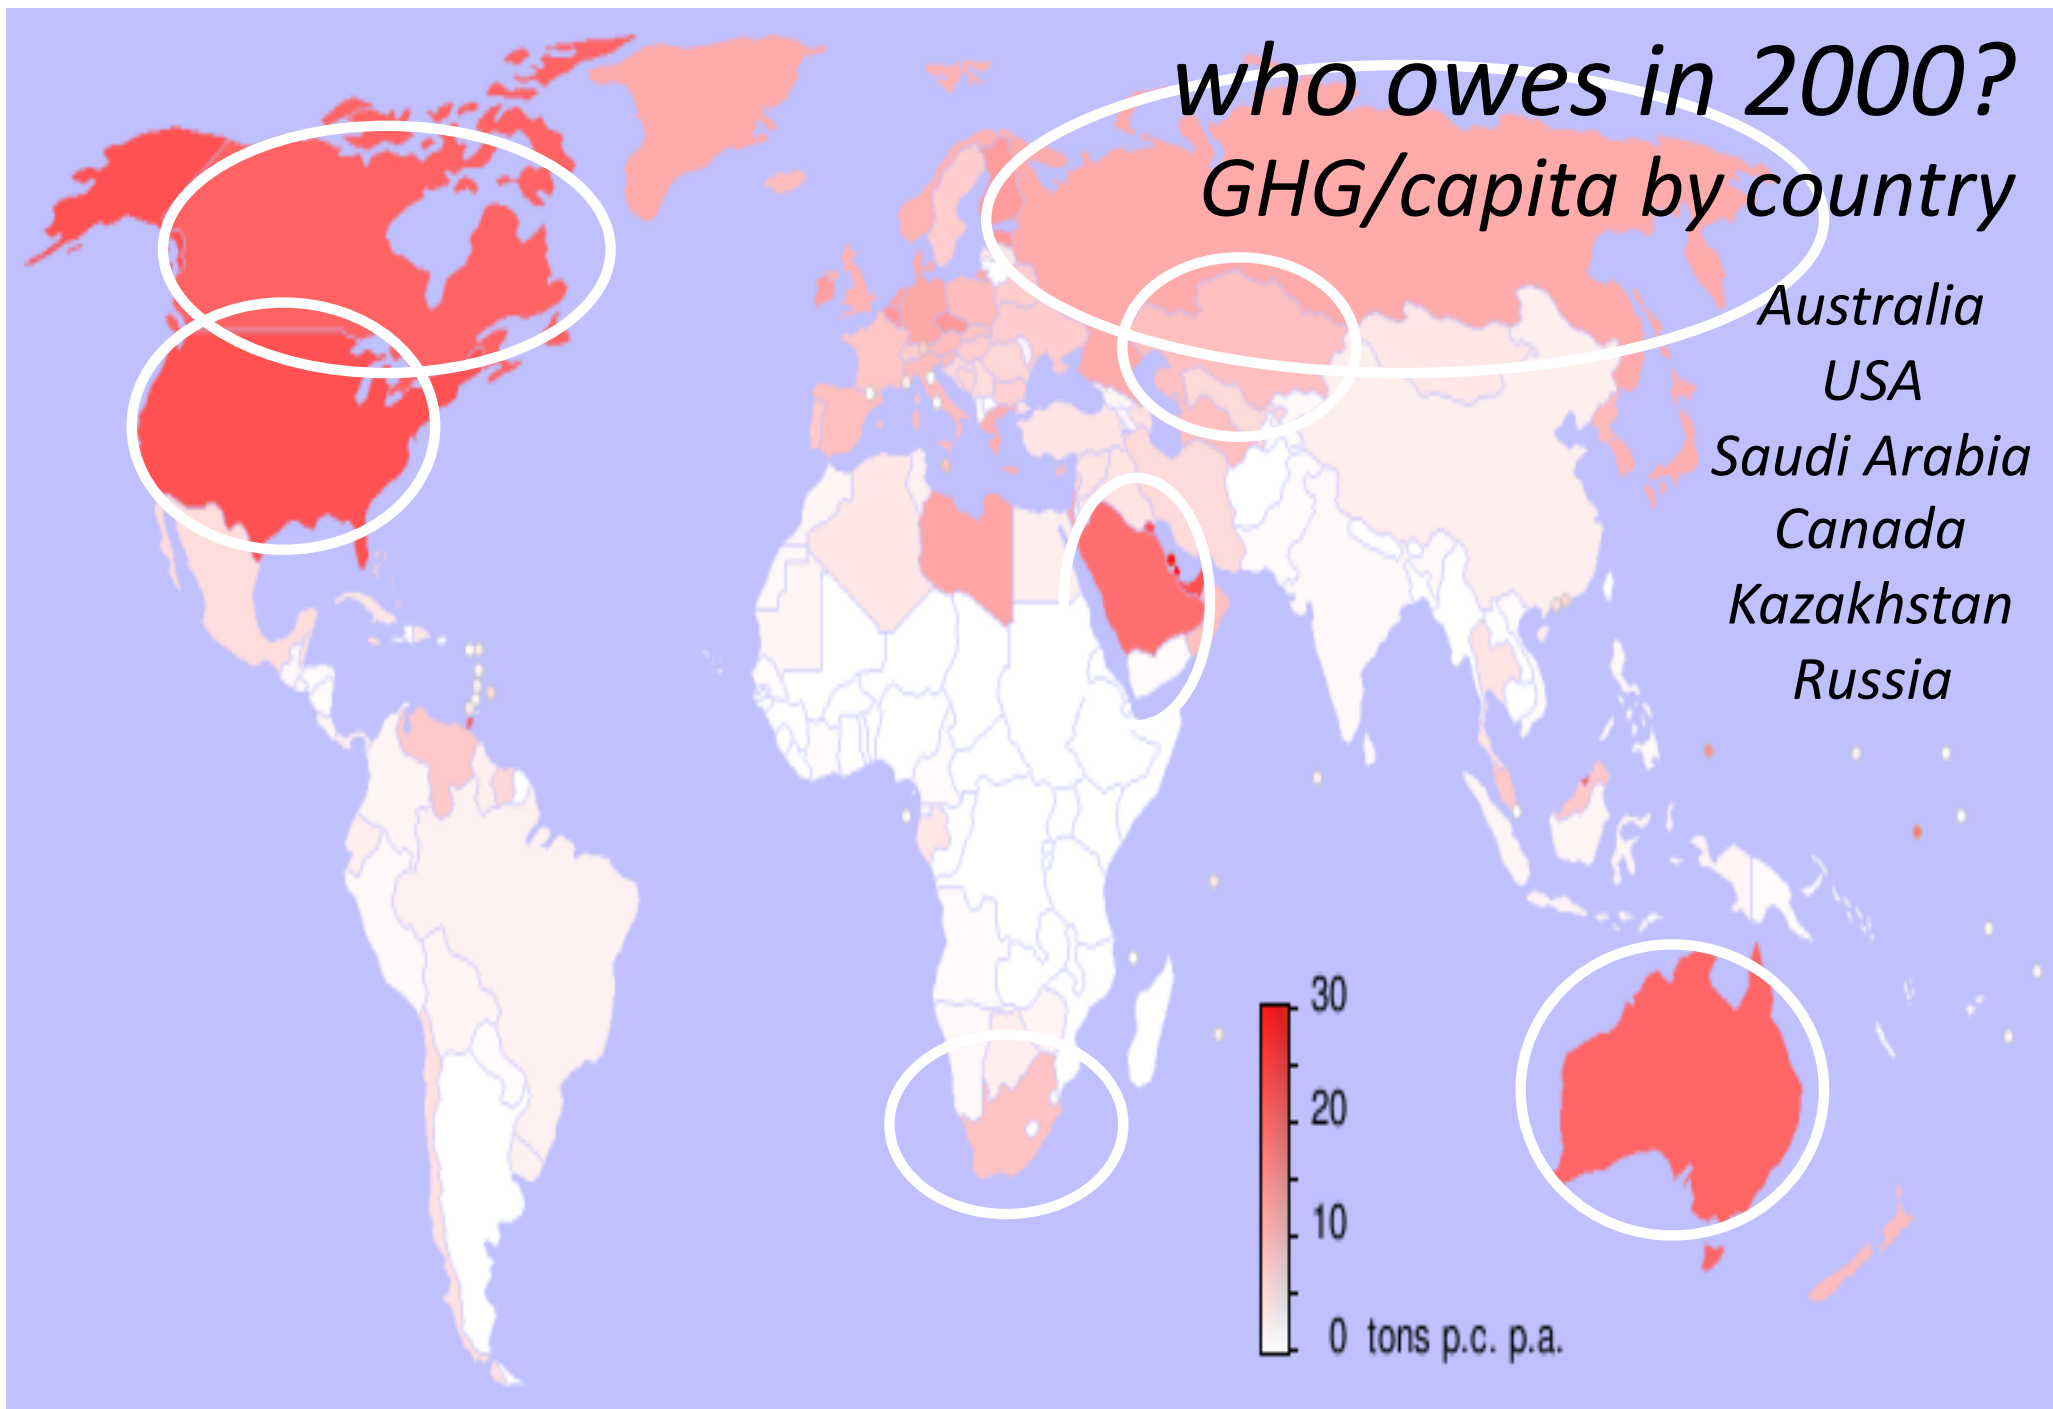 who owes in 2000?
GHG/capita by country
Australia
USA
Saudi Arabia
Canada
Kazakhstan
Russia
30
20
10
0 tons p.c. p.a.